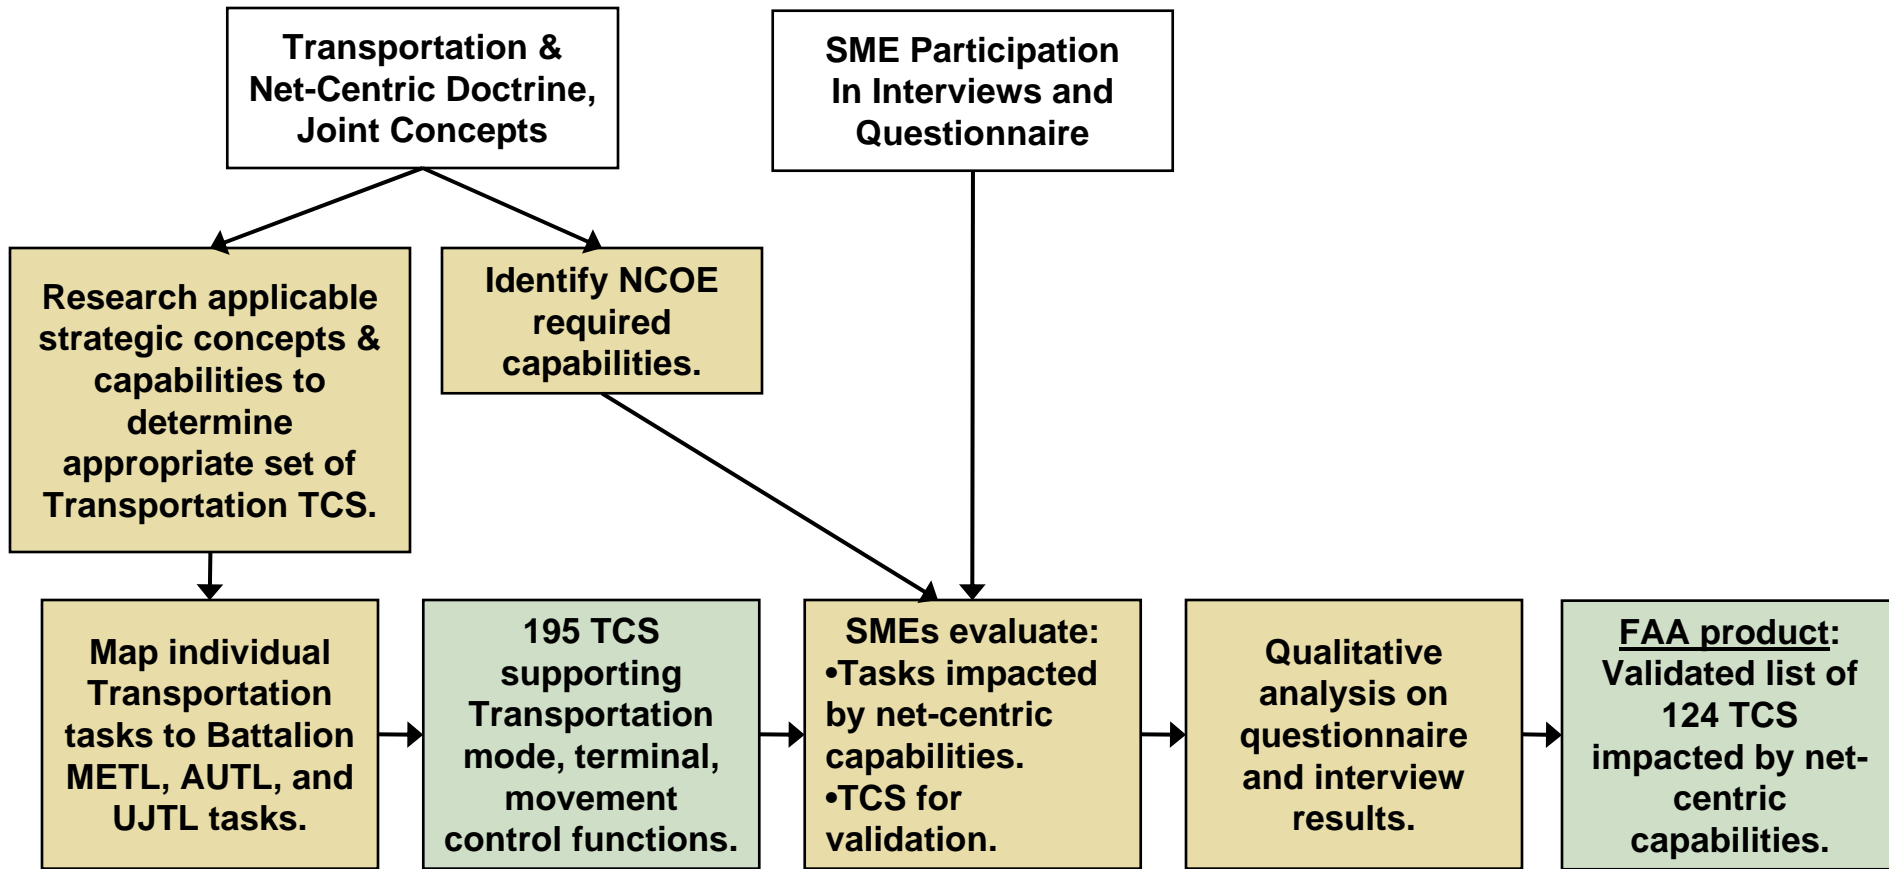 Transportation &
Net-Centric Doctrine,
Joint Concepts
SME Participation
In Interviews and
Questionnaire
Research applicable
strategic concepts &
capabilities to
determine
appropriate set of
Transportation TCS.
Identify NCOE
required
capabilities.
Map individual
Transportation
tasks to Battalion
METL, AUTL, and
UJTL tasks.
195 TCS
supporting
Transportation
mode, terminal,
movement
control functions.
SMEs evaluate:
•Tasks impacted
by net-centric
capabilities.
•TCS for
validation.
Qualitative
analysis on
questionnaire
and interview
results.
FAA product:
Validated list of
124 TCS
impacted by net-
centric
capabilities.